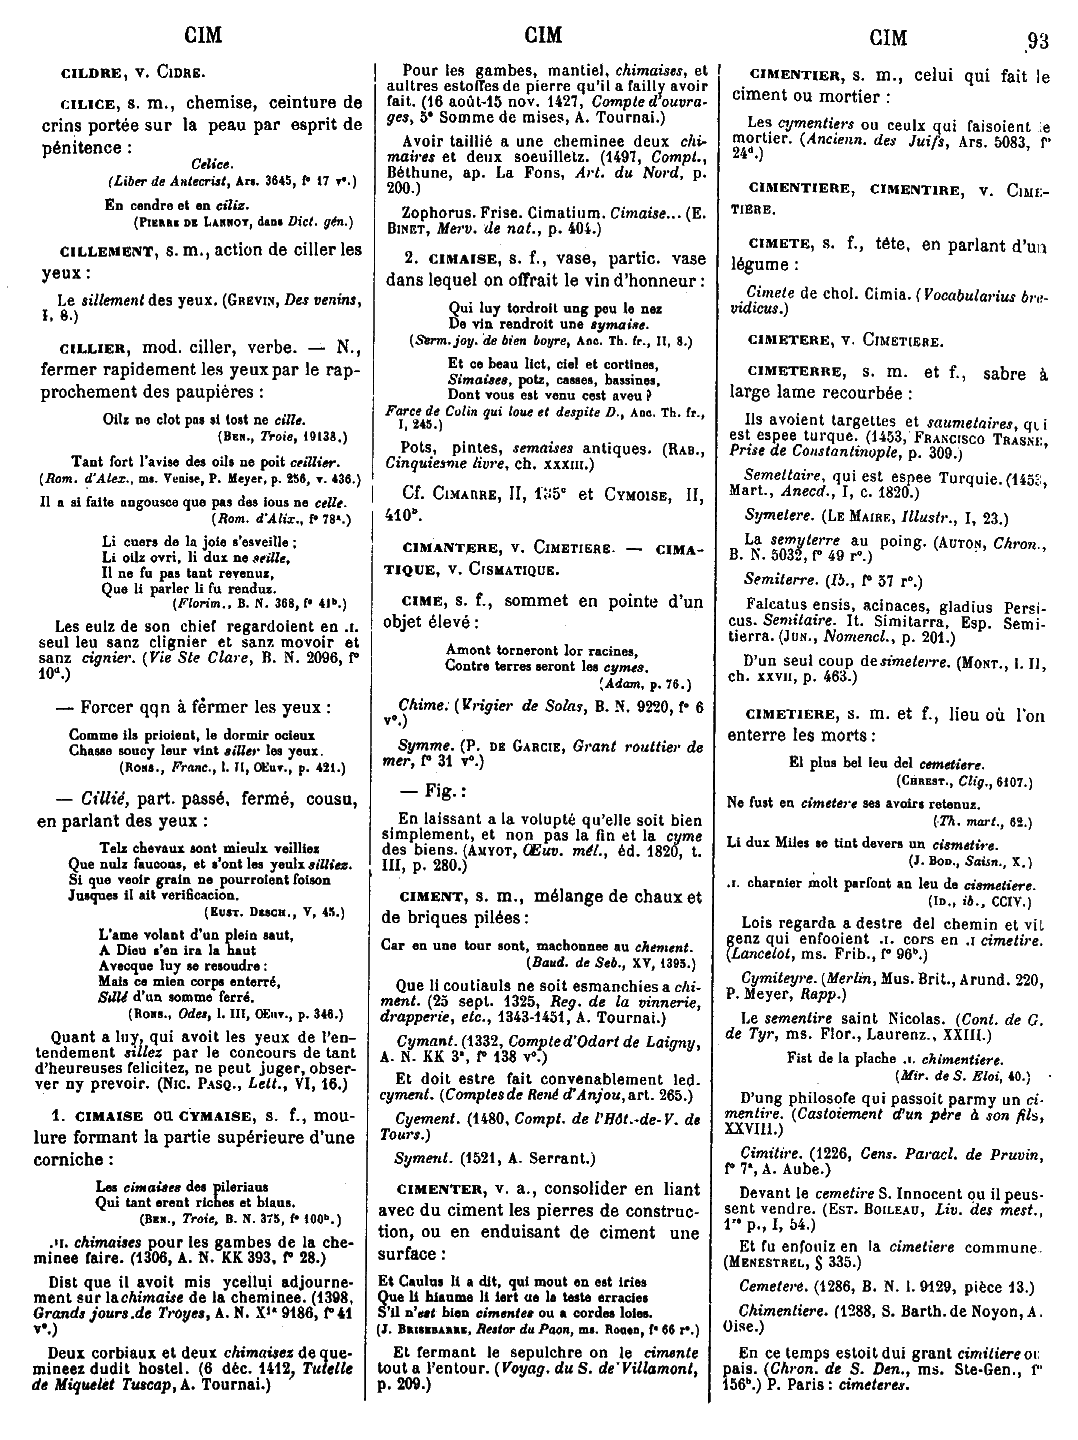 CIM
CIM
CIM
93
CILDRE, v. CIDRE.
CILICE, s. m., chemise, ceinture de
crins portée sur la peau par esprit de
pénitence :
Celice.
(Liber de Antecrist, Ars. 3645, f° 17 v°.)
En cendre et en ciliz.
(PIERRE DE LANNOY, dans Dict. gén.)
CILLEMENT, s. m., action de ciller les
yeux :
Le sillement des yeux. (GREVIN, Des venins,
I, 8.)
CILLIER, mod. ciller, verbe. — N.,
fermer rapidement les yeux par le rap-
prochement des paupières :
Oilz ne clot pas si tost ne cille.
(BEN., Troie, 19138.)
Tant fort l'avise des oils ne poit ceillier.
(Rom. d'Alex., ms. Venise, P. Meyer, p. 256, v. 436.)
Il a si faite angousce que pas des ious ne celle.
(Rom. d'Alix., f° 78ª.)
Li cuers de la joie s'esveille ;
Li oilz ovri, li dux ne seille,
Il ne fu pas tant revenuz,
Que li parler li fu renduz.
(Florim., B. N. 368, f° 41ᵇ.)
Les eulz de son chief regardoient en .I.
seul leu sanz clignier et sanz movoir et
sanz cignier. (Vie Ste Clare, B. N. 2096, f°
10ᵈ.)
— Forcer qqn à fermer les yeux :
Comme ils prioient, le dormir ocieux
Chasse soucy leur vint siller les yeux.
(RONS., Franc., l. II, Œuv., p. 421.)
— Cillié, part. passé, fermé, cousu,
en parlant des yeux :
Telz chevaux sont mieulx veilliez
Que nulz faucons, et s'ont les yeulx silliez.
Si que veoir grain ne pourroient foison
Jusques il ait verificacion.
(EUST. DESCH., V, 45.)
L'ame volant d'un plein saut,
A Dieu s'en ira la haut
Avecque luy se resoudre :
Mais ce mien corps enterré,
Sillé d'un somme ferré.
(RONS., Odes, l. III, Œuv., p. 346.)
Quant a luy, qui avoit les yeux de l'en-
tendement sillez par le concours de tant
d'heureuses felicitez, ne peut juger, obser-
ver ny prevoir. (NIC. PASQ., Lett., VI, 16.)
1. CIMAISE OU CYMAISE, s. f., mou-
lure formant la partie supérieure d'une
corniche :
Les cimaises des pileriaus
Qui tant erent riches et biaus.
(BEN., Troie, B. N. 375, f° 100ᵇ.)
.II. chimaises pour les gambes de la che-
minee faire. (1306, A. N. KK 393, f° 28.)
Dist que il avoit mis ycellui adjourne-
ment sur la chimaise de la cheminee. (1398,
Grands jours de Troyes, A. N. X¹ª 9186, f° 41
v°.)
Deux corbiaux et deux chimaisez de que-
mineez dudit hostel. (6 déc. 1412, Tutelle
de Miquelet Tuscap, A. Tournai.)
Pour les gambes, mantiel, chimaises, et
aultres estoffes de pierre qu'il a failly avoir
fait. (16 août-15 nov. 1427, Compte d'ouvra-
ges, 5ᵉ Somme de mises, A. Tournai.)
Avoir taillié a une cheminee deux chi-
maires et deux soeuilletz. (1497, Compt.,
Béthune, ap. La Fons, Art. du Nord, p.
200.)
Zophorus. Frise. Cimatium. Cimaise... (E.
BINET, Merv. de nat., p. 404.)
2. CIMAISE, s. f., vase, partic. vase
dans lequel on offrait le vin d'honneur :
Qui luy tordroit ung peu le nez
De vin rendroit une symaise.
(Serm. joy. de bien boyre, Anc. Th. fr., II, 8.)
Et ce beau lict, ciel et cortines,
Simaises, potz, casses, bassines,
Dont vous est venu cest aveu ?
Farce de Colin qui loue et despite D., Anc. Th. fr.,
I, 245.)
Pots, pintes, semaises antiques. (RAB.,
Cinquiesme livre, ch. XXXIII.)
Cf. CIMARRE, II, 135ᶜ et CYMOISE, II,
410ᵇ.
CIMANTERE, v. CIMETIERE. — CIMA-
TIQUE, v. CISMATIQUE.
CIME, s. f., sommet en pointe d'un
objet élevé :
Amont torneront lor racines,
Contre terres seront les cymes.
(Adam, p. 76.)
Chime. (Vrigier de Solas, B. N. 9220, f° 6
v°.)
Symme. (P. DE GARCIE, Grant routtier de
mer, f° 31 v°.)
— Fig. :
En laissant a la volupté qu'elle soit bien
simplement, et non pas la fin et la cyme
des biens. (AMYOT, Œuv. mél., éd. 1820, t.
III, p. 280.)
CIMENT, s. m., mélange de chaux et
de briques pilées :
Car en une tour sont, machonnee au chement.
(Baud. de Seb., XV, 1393.)
Que li coutiauls ne soit esmanchies a chi-
ment. (25 sept. 1325, Reg. de la vinnerie,
drapperie, etc., 1343-1451, A. Tournai.)
Cymant. (1332, Compte d'Odart de Laigny,
A. N. KK 3ª, f° 138 v°.)
Et doit estre fait convenablement led.
cyment. (Comptes de René d'Anjou, art. 265.)
Cyement. (1480, Compt. de l'Hôt.-de-V. de
Tours.)
Syment. (1521, A. Serrant.)
CIMENTER, v. a., consolider en liant
avec du ciment les pierres de construc-
tion, ou en enduisant de ciment une
surface :
Et Caulus li a dit, qui mout en est iries
Que li hiaume li iert ue la teste erracies
S'il n'est bien cimentes ou a cordes loies.
(J. BRISEBARRE, Restor du Paon, ms. Rouen, f° 66 r°.)
Et fermant le sepulchre on le cimente
tout a l'entour. (Voyag. du S. de Villamont,
p. 209.)
CIMENTIER, s. m., celui qui fait le
ciment ou mortier :
Les cymentiers ou ceulx qui faisoient le
mortier. (Ancienn. des Juifs, Ars. 5083, f°
24ᵈ.)
CIMENTIERE, CIMENTIRE, v. CIME-
TIERE.
CIMETE, s. f., tête, en parlant d'un
légume :
Cimete de chol. Cimia. (Vocabularius bre-
vidicus.)
CIMETERE, v. CIMETIERE.
CIMETERRE, s. m. et f., sabre à
large lame recourbée :
Ils avoient targettes et saumetaires, qui
est espee turque. (1453, FRANCISCO TRASNE,
Prise de Constantinople, p. 309.)
Semettaire, qui est espee Turquie. (1453,
Mart., Anecd., I, c. 1820.)
Symetere. (LE MAIRE, Illustr., I, 23.)
La semyterre au poing. (AUTON, Chron.,
B. N. 5032, f° 49 r°.)
Semiterre. (Ib., f° 57 r°.)
Falcatus ensis, acinaces, gladius Persi-
cus. Semitaire. It. Simitarra, Esp. Semi-
tierra. (JUN., Nomencl., p. 201.)
D'un seul coup de simeterre. (MONT., l. II,
ch. XXVII, p. 463.)
CIMETIERE, s. m. et f., lieu où l'on
enterre les morts :
El plus bel leu del cemetiere.
(CHREST., Clig., 6107.)
Ne fust en cimetere ses avoirs retenuz.
(Th. mart., 62.)
Li dux Miles se tint devers un cismetire.
(J. BOD., Saisn., X.)
.I. charnier molt parfont an leu de cismetiere.
(ID., ib., CCIV.)
Lois regarda a destre del chemin et vit
genz qui enfooient .I. cors en .I cimetire.
(Lancelot, ms. Frib., f° 96ᵇ.)
Cymiteyre. (Merlin, Mus. Brit., Arund. 220,
P. Meyer, Rapp.)
Le sementire saint Nicolas. (Cont. de G.
de Tyr, ms. Flor., Laurenz., XXIII.)
Fist de la plache .I. chimentiere.
(Mir. de S. Eloi, 40.)
D'ung philosofe qui passoit parmy un ci-
mentire. (Castoiement d'un père à son fils,
XXVIII.)
Cimitire. (1226, Cens. Paracl. de Pruvin,
f° 7ª, A. Aube.)
Devant le cemetire S. Innocent ou il peus-
sent vendre. (EST. BOILEAU, Liv. des mest.,
1ʳᵉ p., I, 54.)
Et fu enfouiz en la cimetiere commune.
(MENESTREL, § 335.)
Cemetere. (1286, B. N. l. 9129, pièce 13.)
Chimentiere. (1288, S. Barth. de Noyon, A.
Oise.)
En ce temps estoit dui grant cimiliere ou
pais. (Chron. de S. Den., ms. Ste-Gen., f°
156ᵇ.) P. Paris : cimeteres.